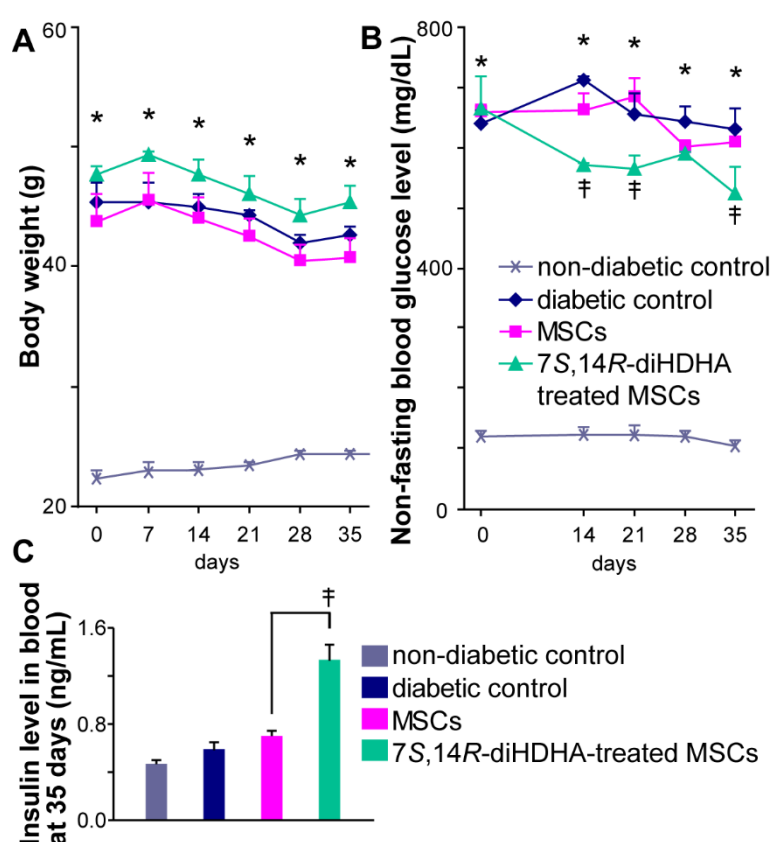 A
Body weight (g)
60
40
20
* * * * * *
0 7 14 21 28 35
days
B
Non-fasting blood glucose level (mg/dL)
800
400
0
* * * * *
‡ ‡ ‡
non-diabetic control
diabetic control
MSCs
7S,14R-diHDHA
treated MSCs
0 14 21 28 35
days
C
Insulin level in blood
at 35 days (ng/mL)
1.6
0.8
0.0
‡
non-diabetic control
diabetic control
MSCs
7S,14R-diHDHA-treated MSCs